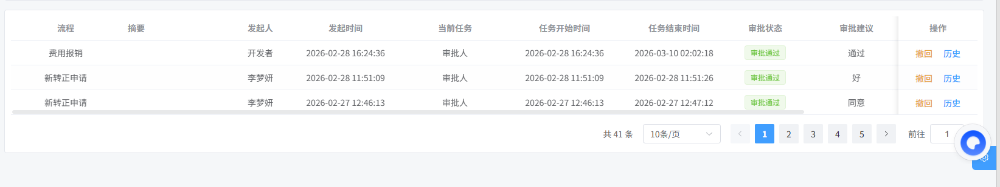 流程 摘要 发起人 发起时间 当前任务 任务开始时间 任务结束时间 审批状态 审批建议 操作
费用报销 开发者 2026-02-28 16:24:36 审批人 2026-02-28 16:24:36 2026-03-10 02:02:18 审批通过 通过 撤回 历史
新转正申请 李梦妍 2026-02-28 11:51:09 审批人 2026-02-28 11:51:09 2026-02-28 11:51:26 审批通过 好 撤回 历史
新转正申请 李梦妍 2026-02-27 12:46:13 审批人 2026-02-27 12:46:13 2026-02-27 12:47:12 审批通过 同意 撤回 历史
共 41 条 10条/页 1 2 3 4 5 前往 1